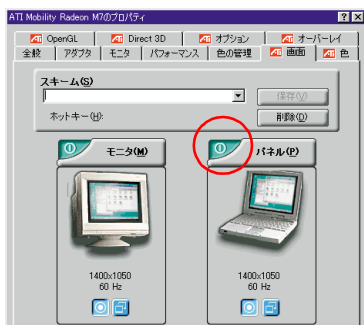 ATI Mobility Radeon M7のプロパティ
OpenGL Direct 3D オプション オーバーレイ
全般 アダプタ モニタ パフォーマンス 色の管理 画面 色
スキーム(S)
保存(V)
ホットキー(H): 削除(D)
モニタ(M) パネル(P)
1400x1050 1400x1050
60 Hz 60 Hz